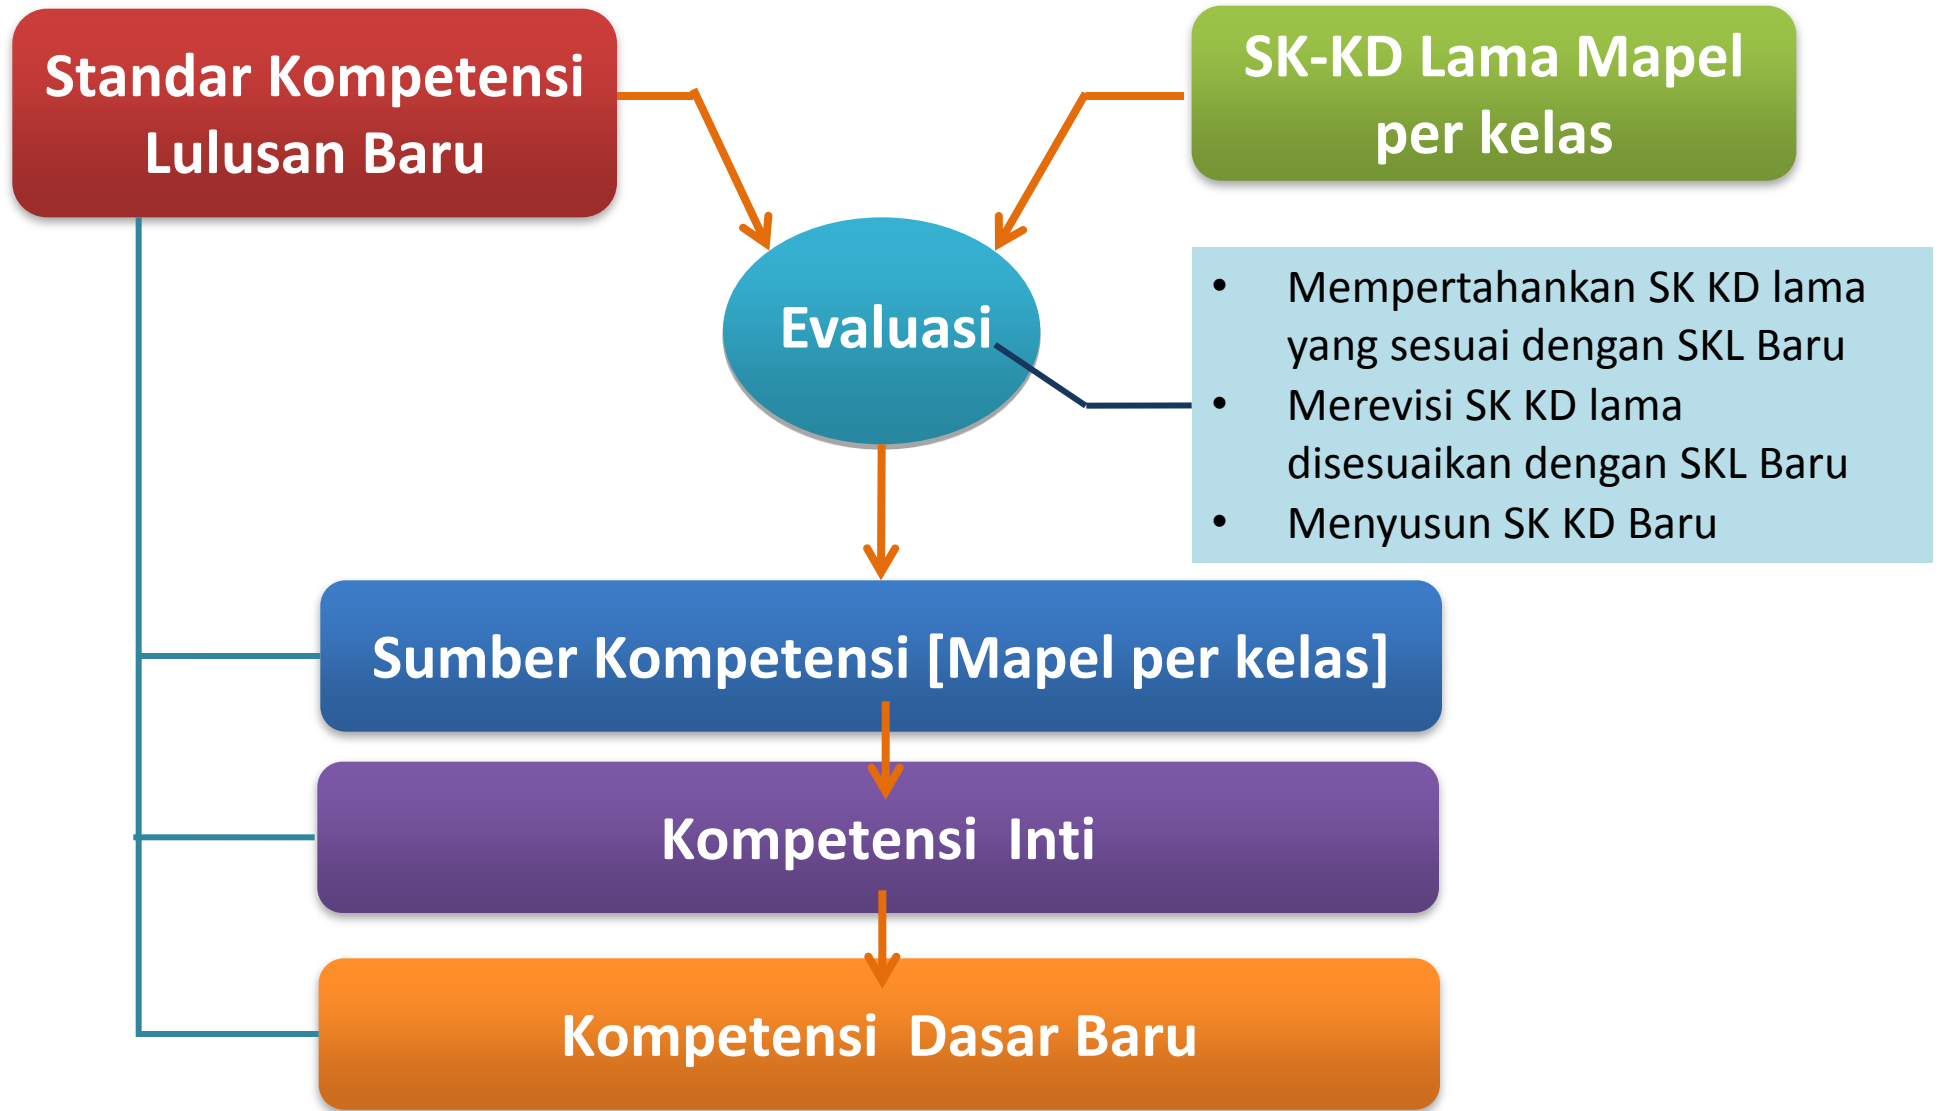 Standar Kompetensi
Lulusan Baru
SK-KD Lama Mapel
per kelas
Evaluasi
• Mempertahankan SK KD lama
yang sesuai dengan SKL Baru
• Merevisi SK KD lama
disesuaikan dengan SKL Baru
• Menyusun SK KD Baru
Sumber Kompetensi [Mapel per kelas]
Kompetensi Inti
Kompetensi Dasar Baru